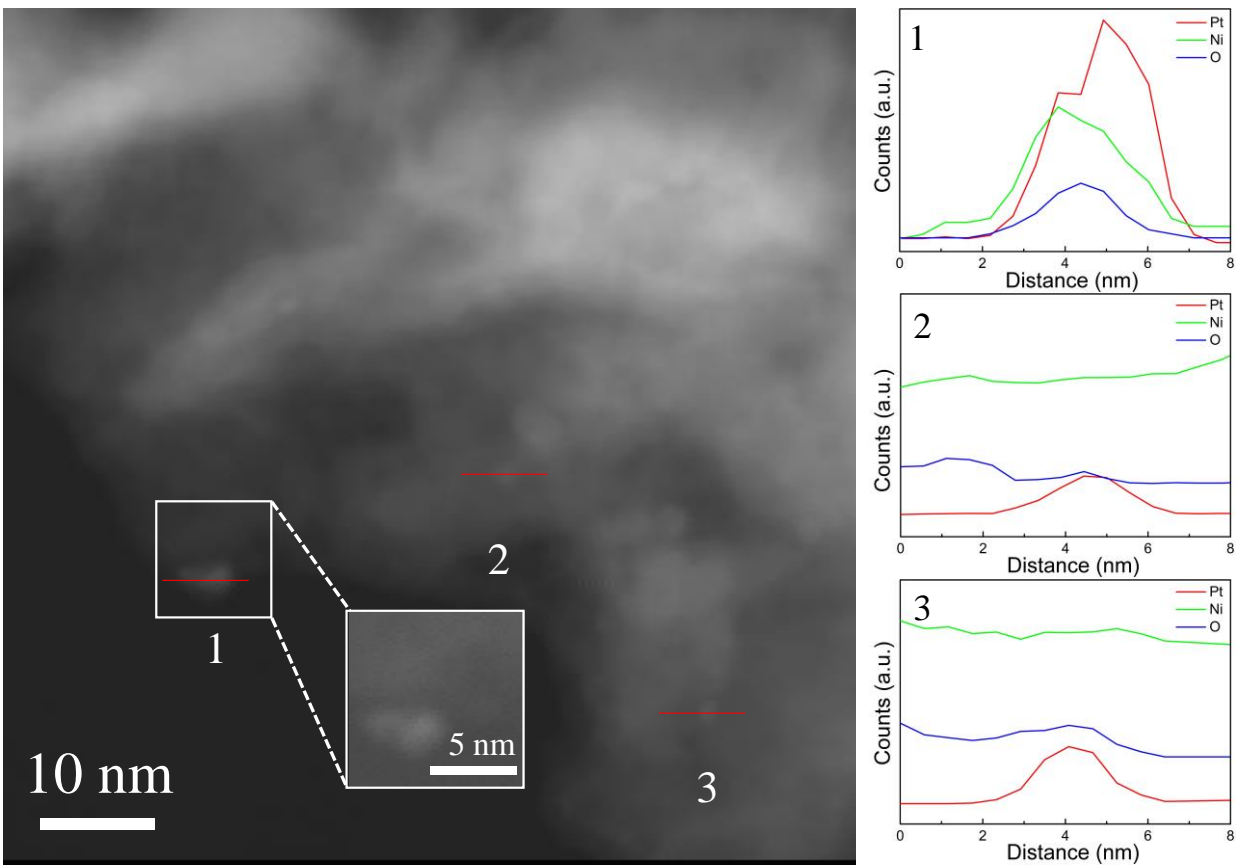 1
2
3
5 nm
10 nm
1
Pt
Ni
O
Counts (a.u.)
0 2 4 6 8
Distance (nm)
2
Pt
Ni
O
Counts (a.u.)
0 2 4 6 8
Distance (nm)
3
Pt
Ni
O
Counts (a.u.)
0 2 4 6 8
Distance (nm)